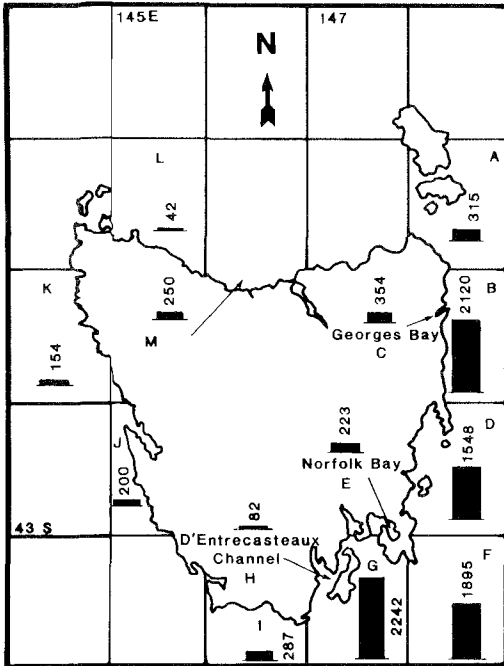 145 E
147
N
L
A
42
315
K
250
354
B
2120
Georges Bay
C
M
154
D
223
1548
Norfolk Bay
J
E
200
82
43 S
D'Entrecasteaux
Channel
H
G
F
1895
2242
I
287